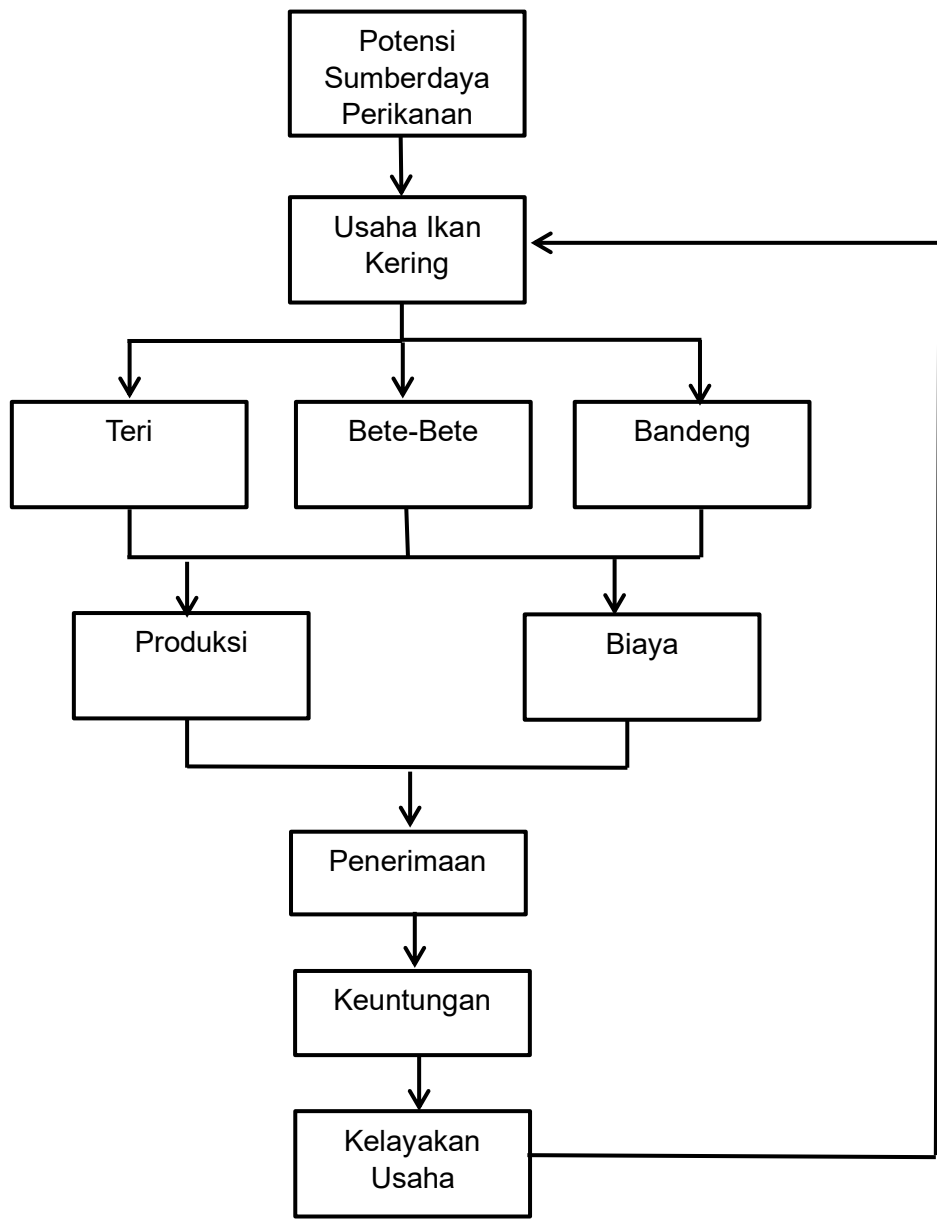 Potensi
Sumberdaya
Perikanan
Usaha Ikan
Kering
Teri
Bete-Bete
Bandeng
Produksi
Biaya
Penerimaan
Keuntungan
Kelayakan
Usaha